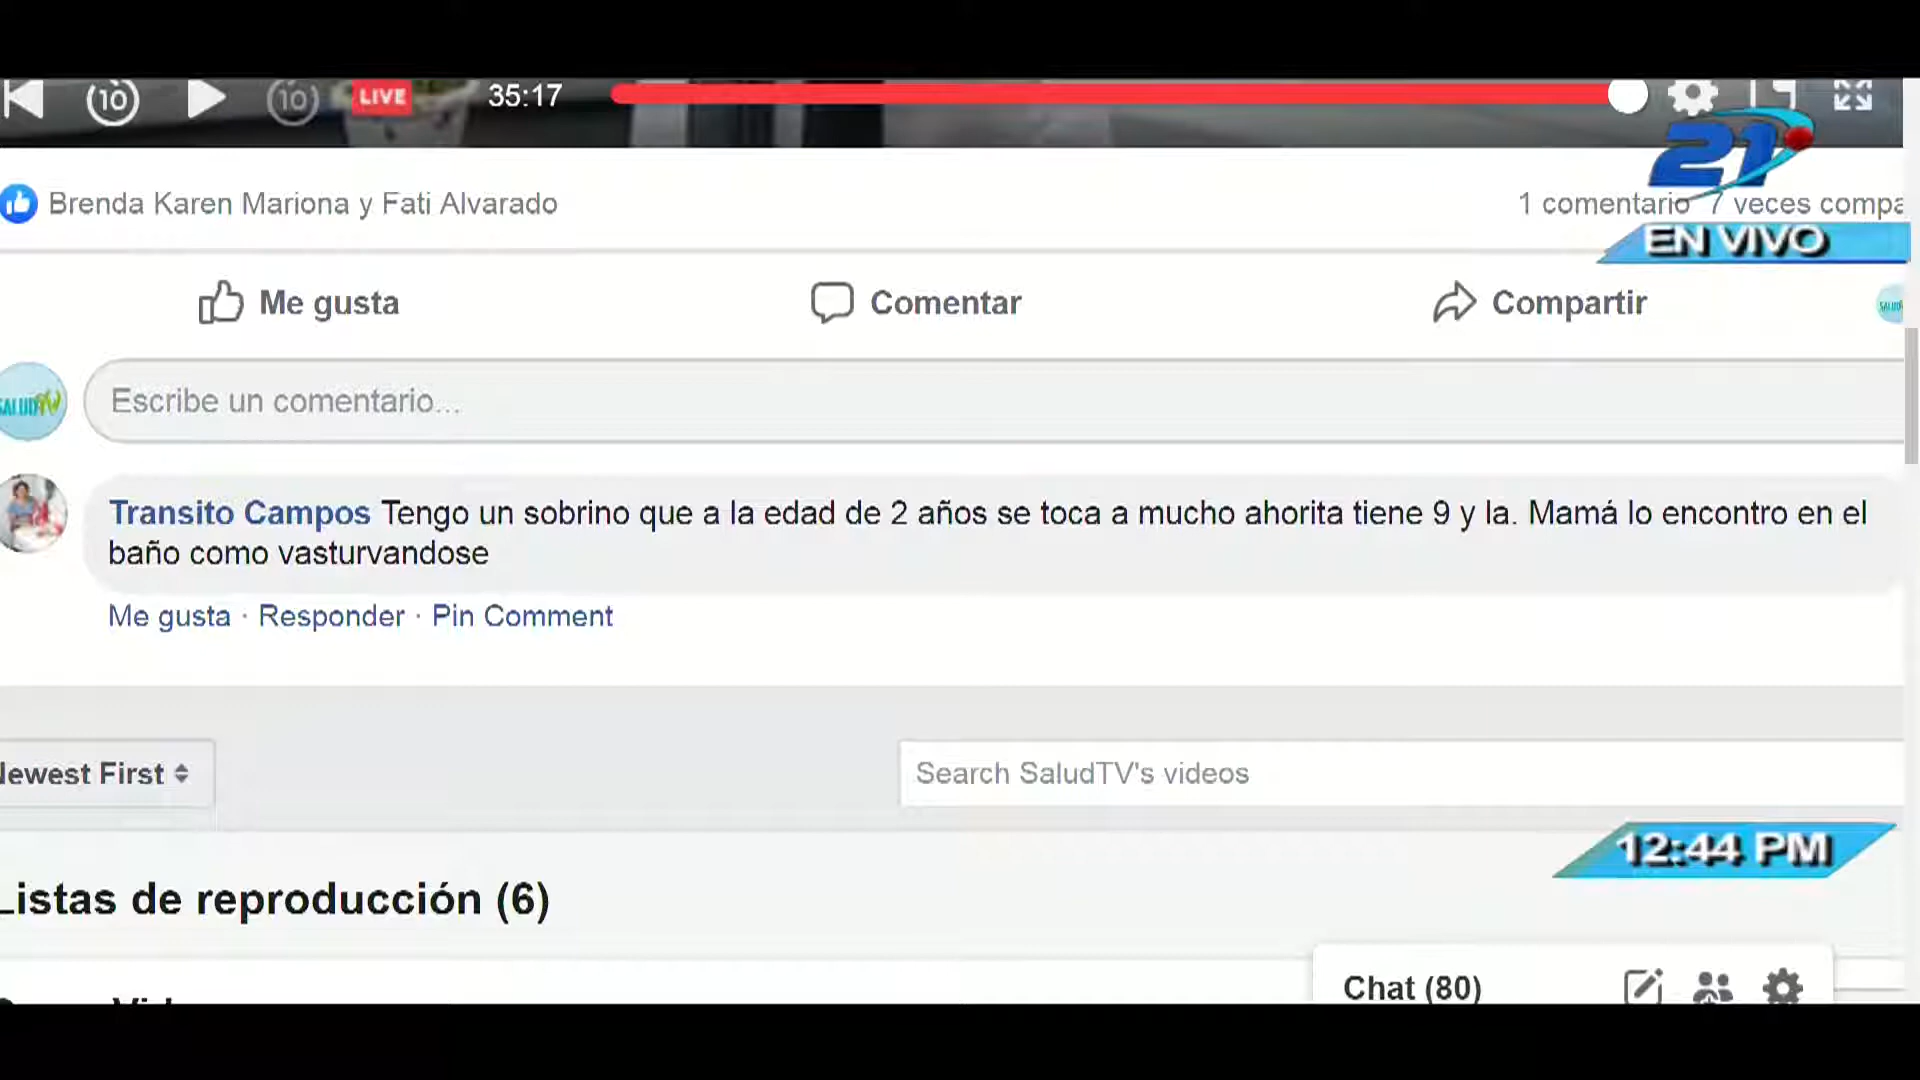 10
10
LIVE
35:17
21
Brenda Karen Mariona y Fati Alvarado
1 comentario 7 veces compa
EN VIVO
Me gusta
Comentar
Compartir
SALUDTV
Escribe un comentario...
Transito Campos Tengo un sobrino que a la edad de 2 años se toca a mucho ahorita tiene 9 y la. Mamá lo encontro en el
baño como vasturvandose
Me gusta · Responder · Pin Comment
Newest First
Search SaludTV's videos
12:44 PM
Listas de reproducción (6)
Chat (80)